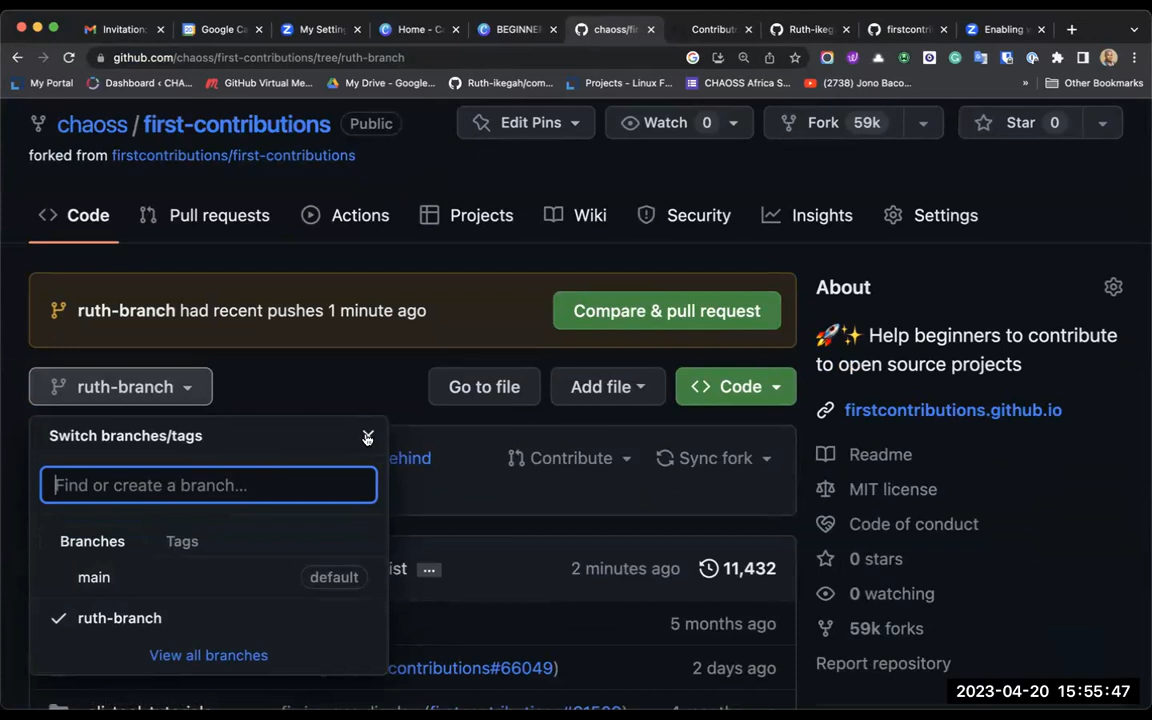 Invitation:
Google Ca
My Settin
Home - Ca
BEGINNER
chaoss/fir
Contribute
Ruth-ikeg
firstcontri
Enabling v
github.com/chaoss/first-contributions/tree/ruth-branch
My Portal
Dashboard ‹ CHA...
GitHub Virtual Me...
My Drive - Google...
Ruth-ikegah/com...
Projects - Linux F...
CHAOSS Africa S...
(2738) Jono Baco...
»
Other Bookmarks
chaoss / first-contributions Public
Edit Pins
Watch 0
Fork 59k
Star 0
forked from firstcontributions/first-contributions
Code
Pull requests
Actions
Projects
Wiki
Security
Insights
Settings
ruth-branch had recent pushes 1 minute ago
Compare & pull request
ruth-branch
Go to file
Add file
Code
Switch branches/tags
Find or create a branch...
Branches
Tags
main
default
ruth-branch
View all branches
ehind
Contribute
Sync fork
ist ...
2 minutes ago
11,432
5 months ago
contributions#66049)
2 days ago
About
🚀✨ Help beginners to contribute
to open source projects
firstcontributions.github.io
Readme
MIT license
Code of conduct
0 stars
0 watching
59k forks
Report repository
2023-04-20 15:55:47